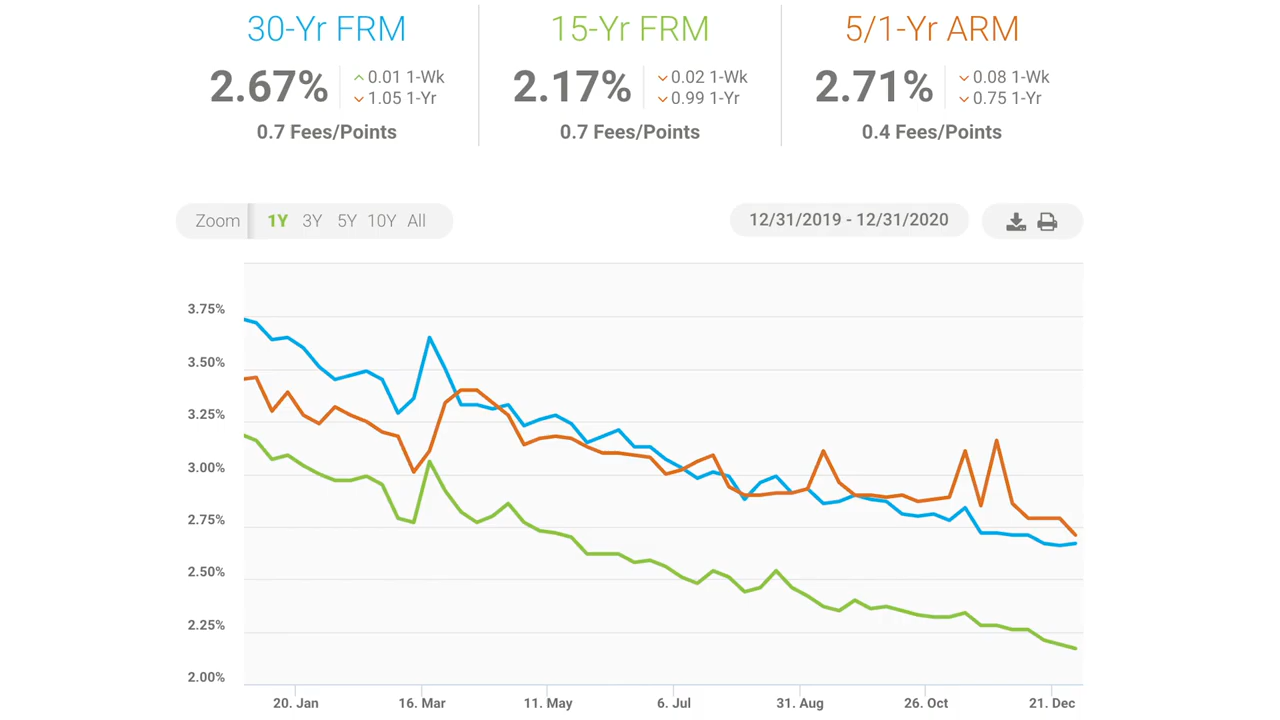 30-Yr FRM
2.67%
0.01 1-Wk
1.05 1-Yr
0.7 Fees/Points
15-Yr FRM
2.17%
0.02 1-Wk
0.99 1-Yr
0.7 Fees/Points
5/1-Yr ARM
2.71%
0.08 1-Wk
0.75 1-Yr
0.4 Fees/Points
Zoom 1Y 3Y 5Y 10Y All
12/31/2019 - 12/31/2020
3.75%
3.50%
3.25%
3.00%
2.75%
2.50%
2.25%
2.00%
20. Jan 16. Mar 11. May 6. Jul 31. Aug 26. Oct 21. Dec